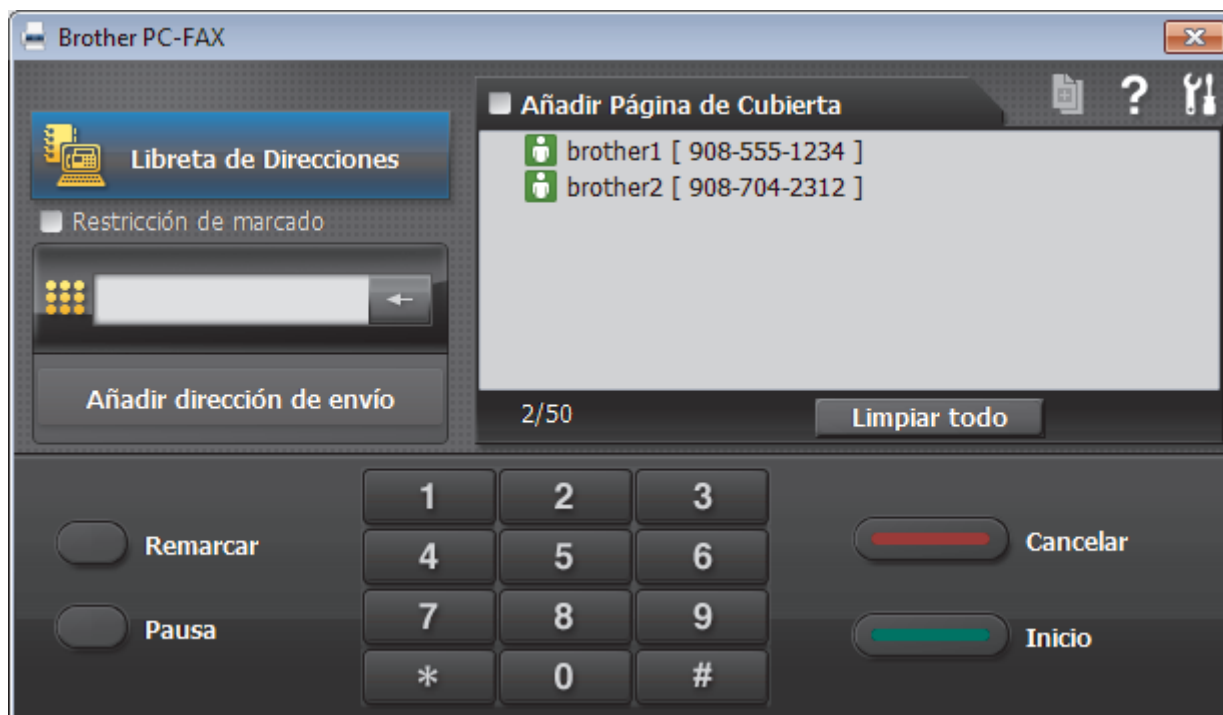 Brother PC-FAX
Libreta de Direcciones
Restricción de marcado
Añadir dirección de envío
Añadir Página de Cubierta
?
brother1 [ 908-555-1234 ]
brother2 [ 908-704-2312 ]
2/50
Limpiar todo
Remarcar
Pausa
1 2 3
4 5 6
7 8 9
* 0 #
Cancelar
Inicio